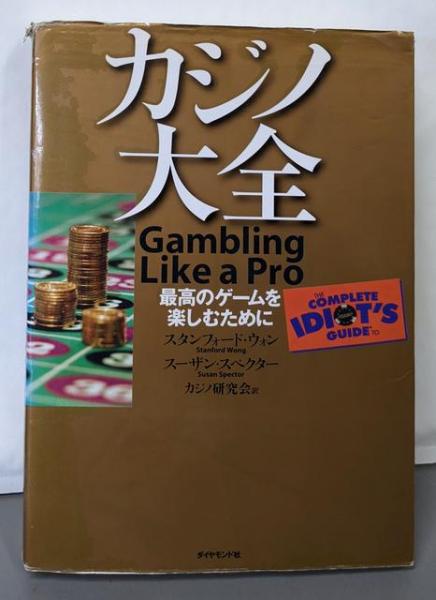 カジノ
大全
Gambling
Like a Pro
最高のゲームを
楽しむために
THE
COMPLETE
IDIOT'S
GUIDE TO
スタンフォード・ウォン
Stanford Wong
スーザン・スペクター
Susan Spector
カジノ研究会訳
ダイヤモンド社